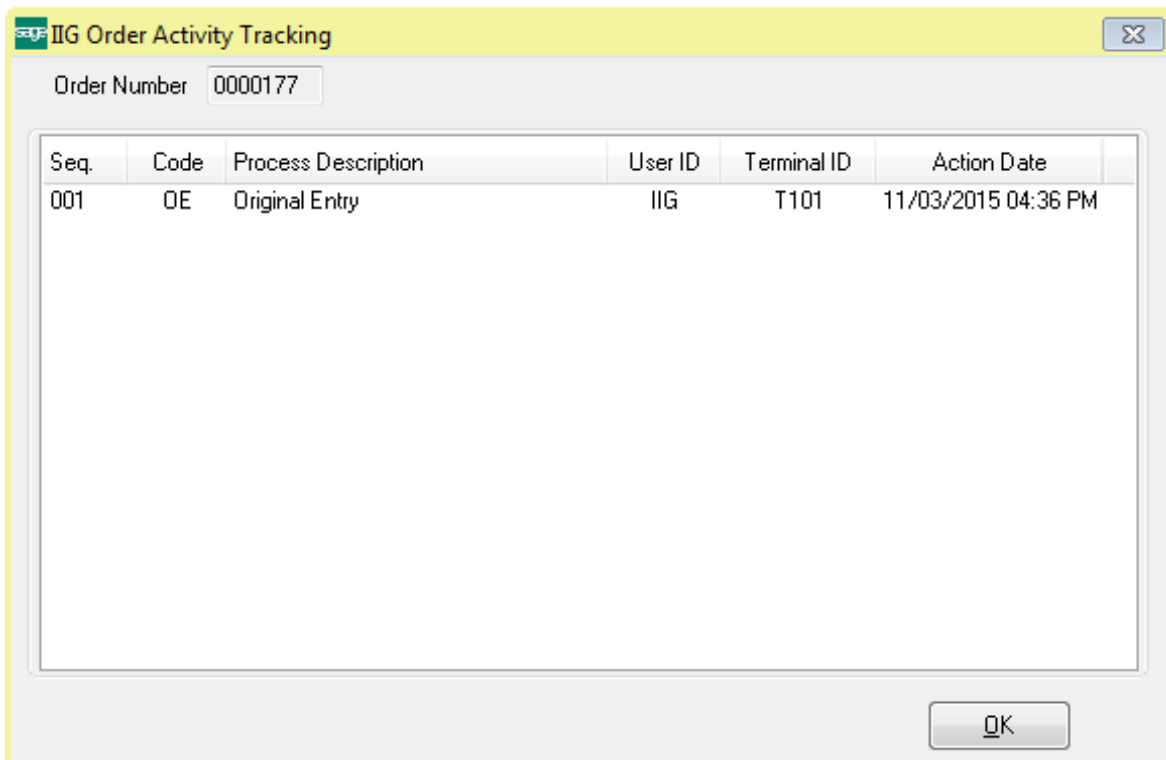 sage IIG Order Activity Tracking
Order Number 0000177
Seq. Code Process Description User ID Terminal ID Action Date
001 OE Original Entry IIG T101 11/03/2015 04:36 PM
OK